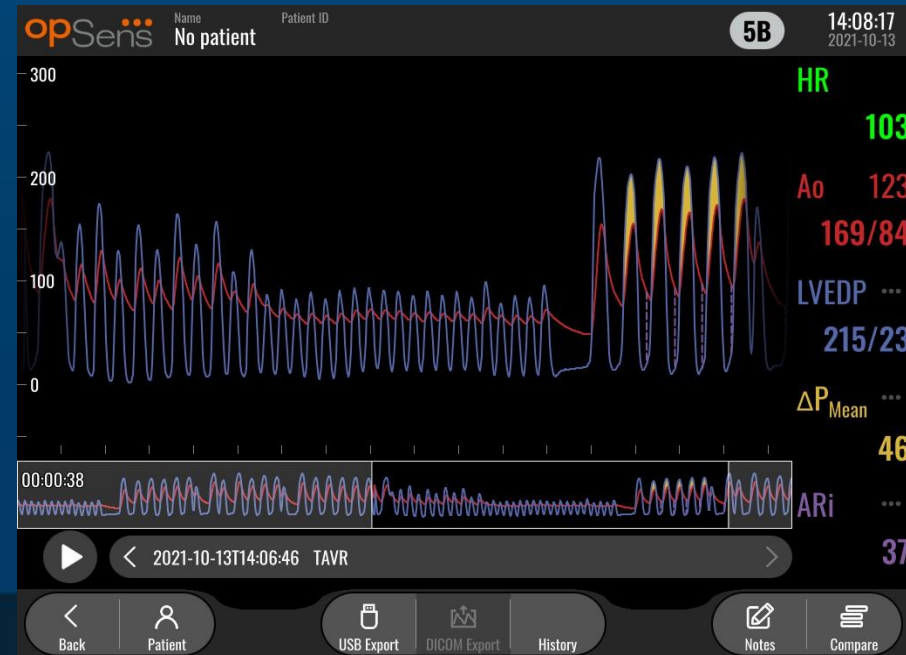 opSens
Name
No patient
Patient ID
5B
14:08:17
2021-10-13
300
200
100
0
HR
103
Ao 123
169/84
LVEDP ---
215/23
ΔPMean ---
46
ARi ---
37
00:00:38
2021-10-13T14:06:46 TAVR
Back
Patient
USB Export
DICOM Export
History
Notes
Compare